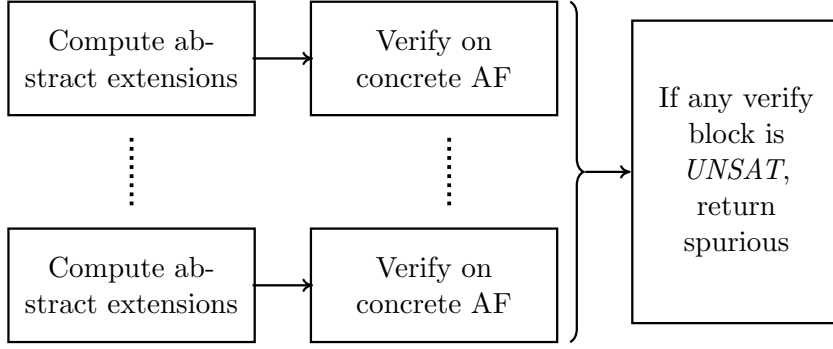 Compute ab-
stract extensions
Verify on
concrete AF
Compute ab-
stract extensions
Verify on
concrete AF
If any verify
block is
UNSAT,
return
spurious